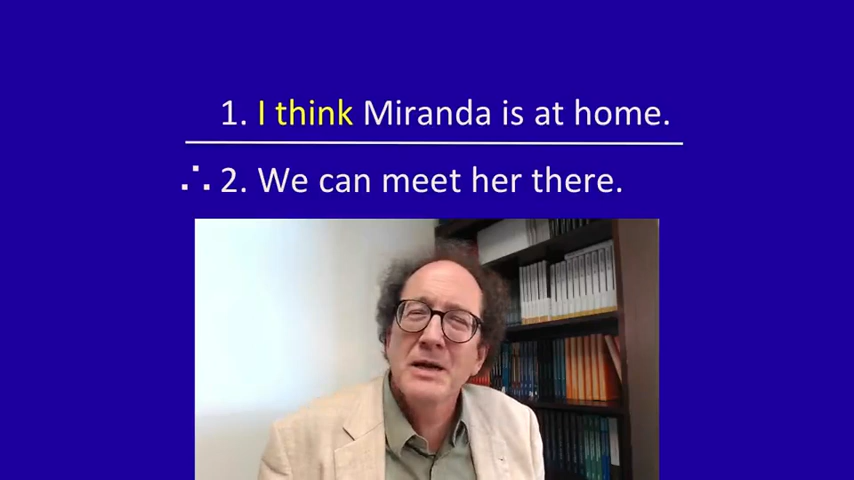 1. I think Miranda is at home.
∴ 2. We can meet her there.